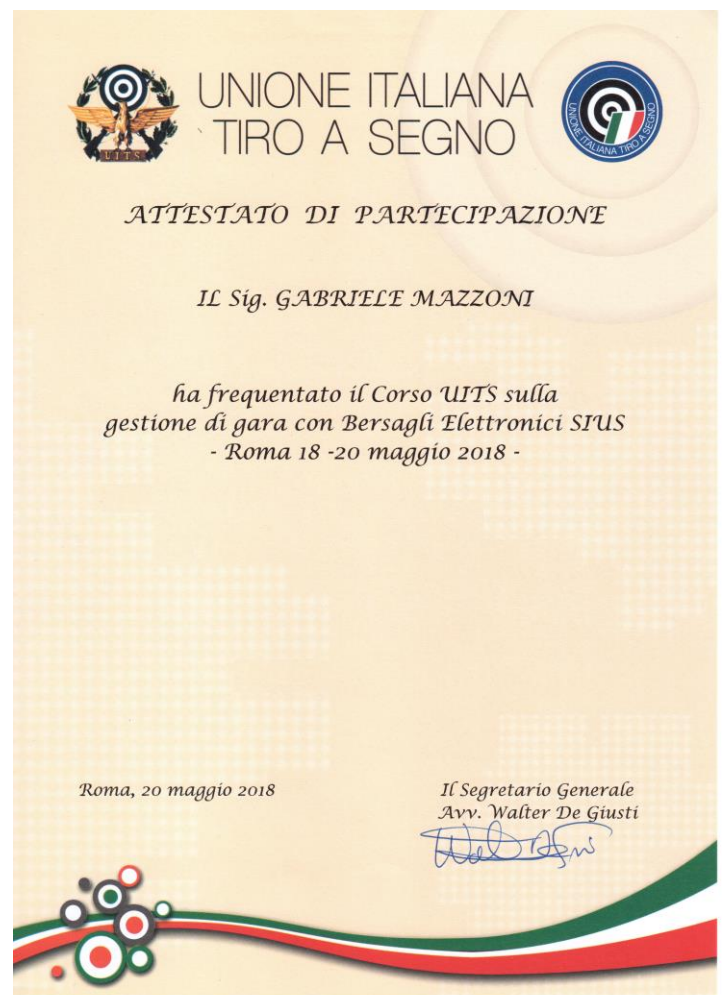 UITS
UNIONE ITALIANA
TIRO A SEGNO
UNIONE ITALIANA TIRO A SEGNO
ATTESTATO DI PARTECIPAZIONE
IL Sig. GABRIELE MAZZONI
ha frequentato il Corso UITS sulla
gestione di gara con Bersagli Elettronici SIUS
- Roma 18 -20 maggio 2018 -
Roma, 20 maggio 2018
Il Segretario Generale
Avv. Walter De Giusti